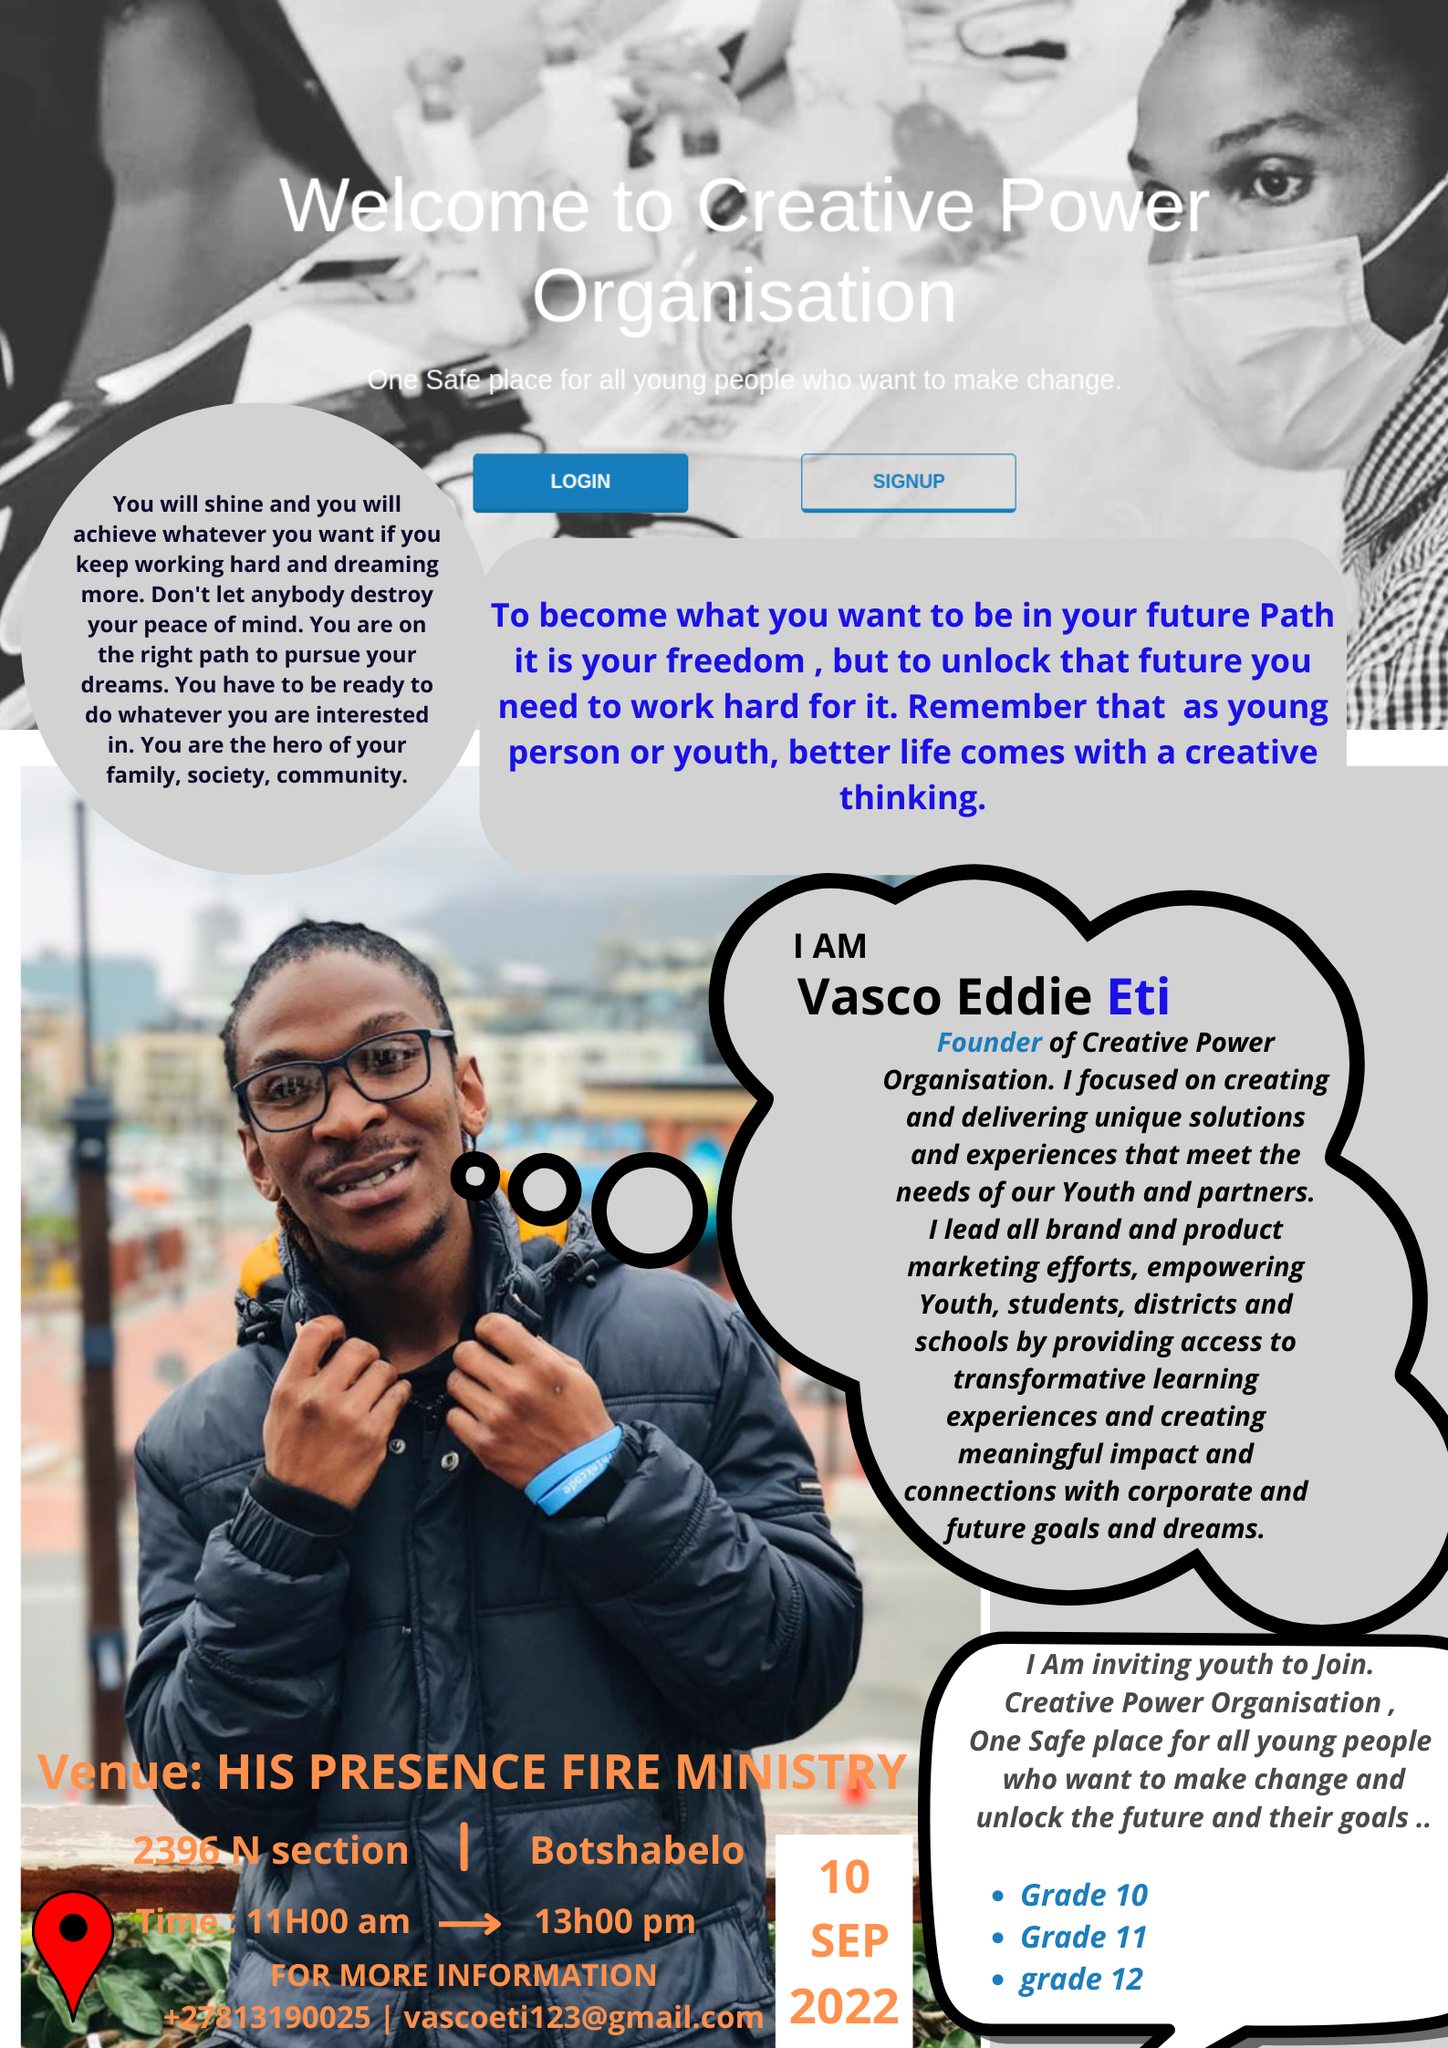 Welcome to Creative Power
Organisation
One Safe place for all young people who want to make change.
LOGIN
SIGNUP
You will shine and you will
achieve whatever you want if you
keep working hard and dreaming
more. Don't let anybody destroy
your peace of mind. You are on
the right path to pursue your
dreams. You have to be ready to
do whatever you are interested
in. You are the hero of your
family, society, community.
To become what you want to be in your future Path
it is your freedom , but to unlock that future you
need to work hard for it. Remember that  as young
person or youth, better life comes with a creative
thinking.
I AM
Vasco Eddie Eti
Founder of Creative Power
Organisation. I focused on creating
and delivering unique solutions
and experiences that meet the
needs of our Youth and partners.
I lead all brand and product
marketing efforts, empowering
Youth, students, districts and
schools by providing access to
transformative learning
experiences and creating
meaningful impact and
connections with corporate and
future goals and dreams.
thinkcode
I Am inviting youth to Join.
Creative Power Organisation ,
One Safe place for all young people
who want to make change and
unlock the future and their goals ..
• Grade 10
• Grade 11
• grade 12
Venue: HIS PRESENCE FIRE MINISTRY
2396 N section | Botshabelo
Time : 11H00 am → 13h00 pm
FOR MORE INFORMATION
+27813190025 | vascoeti123@gmail.com
10
SEP
2022